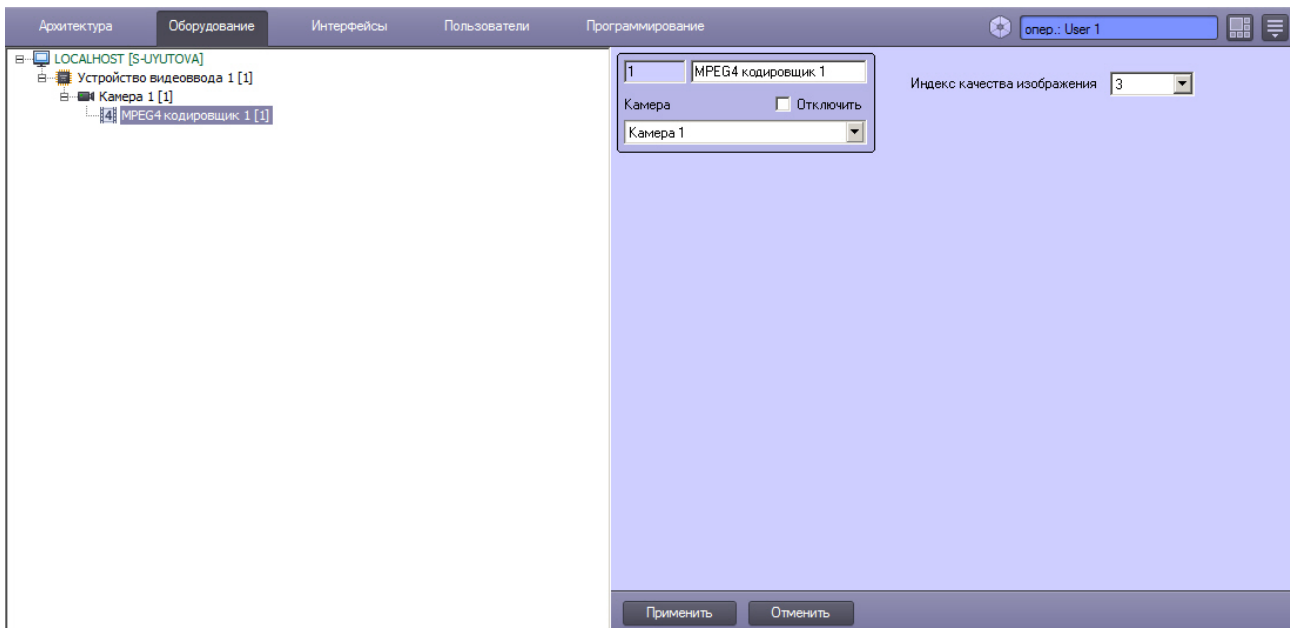 Архитектура Оборудование Интерфейсы Пользователи Программирование опер.: User 1
LOCALHOST [S-UYUTOVA]
Устройство видеоввода 1 [1]
Камера 1 [1]
4 MPEG4 кодировщик 1 [1]
1 MPEG4 кодировщик 1
Камера Отключить
Камера 1
Индекс качества изображения 3
Применить Отменить